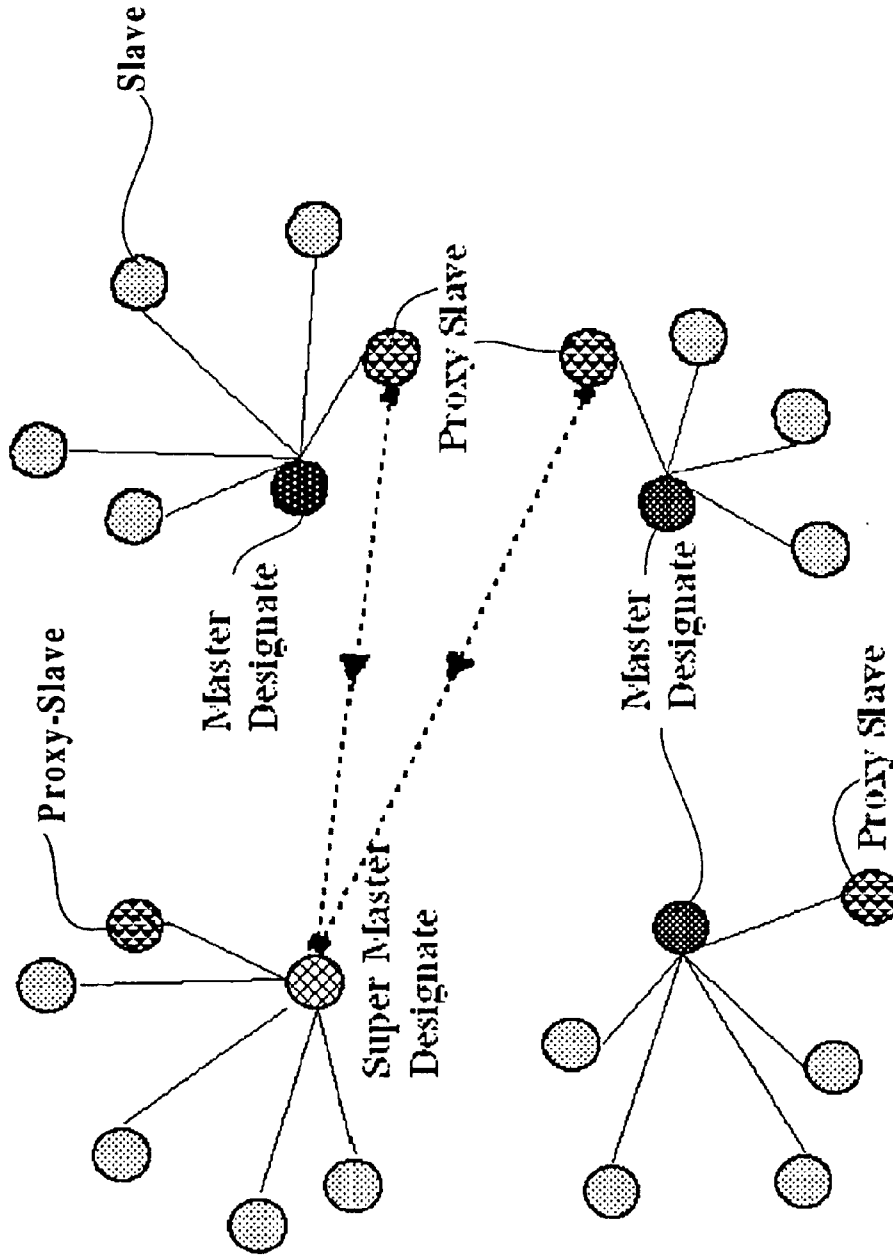 Proxy-Slave
Slave
Master
Designate
Super Master
Designate
Proxy Slave
Master
Designate
Proxy Slave